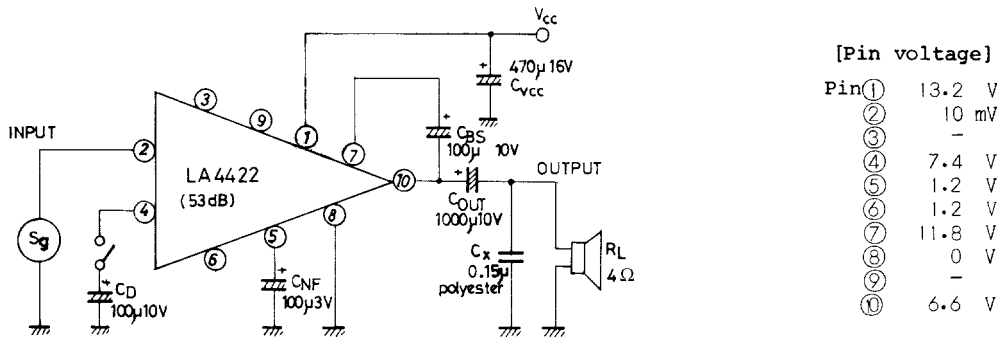 Vcc
470µ 16V
Cvcc
INPUT
③
⑨
①
⑦
②
LA4422
(53dB)
④
⑥
⑤
⑧
⑩
Sg
CD
100µ10V
CNF
100µ3V
CBS
100µ 10V
OUTPUT
COUT
1000µ10V
Cx
0.15µ
polyester
RL
4Ω
[Pin voltage]
Pin① 13.2 V
② 10 mV
③ -
④ 7.4 V
⑤ 1.2 V
⑥ 1.2 V
⑦ 11.8 V
⑧ 0 V
⑨ -
⑩ 6.6 V